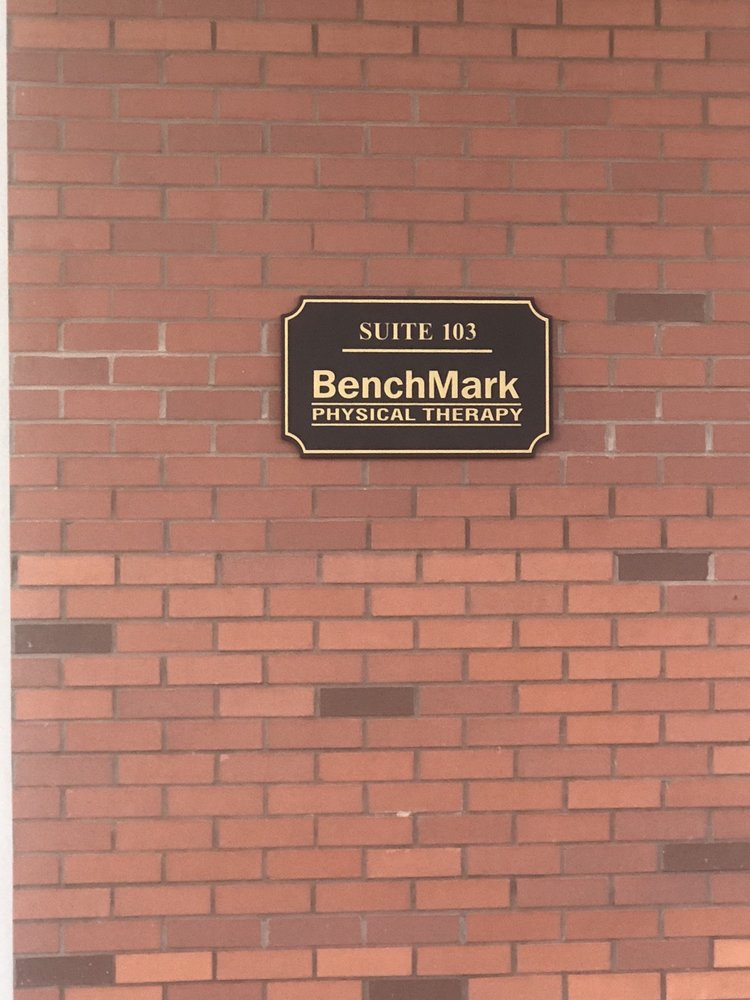 SUITE 103
BenchMark
PHYSICAL THERAPY